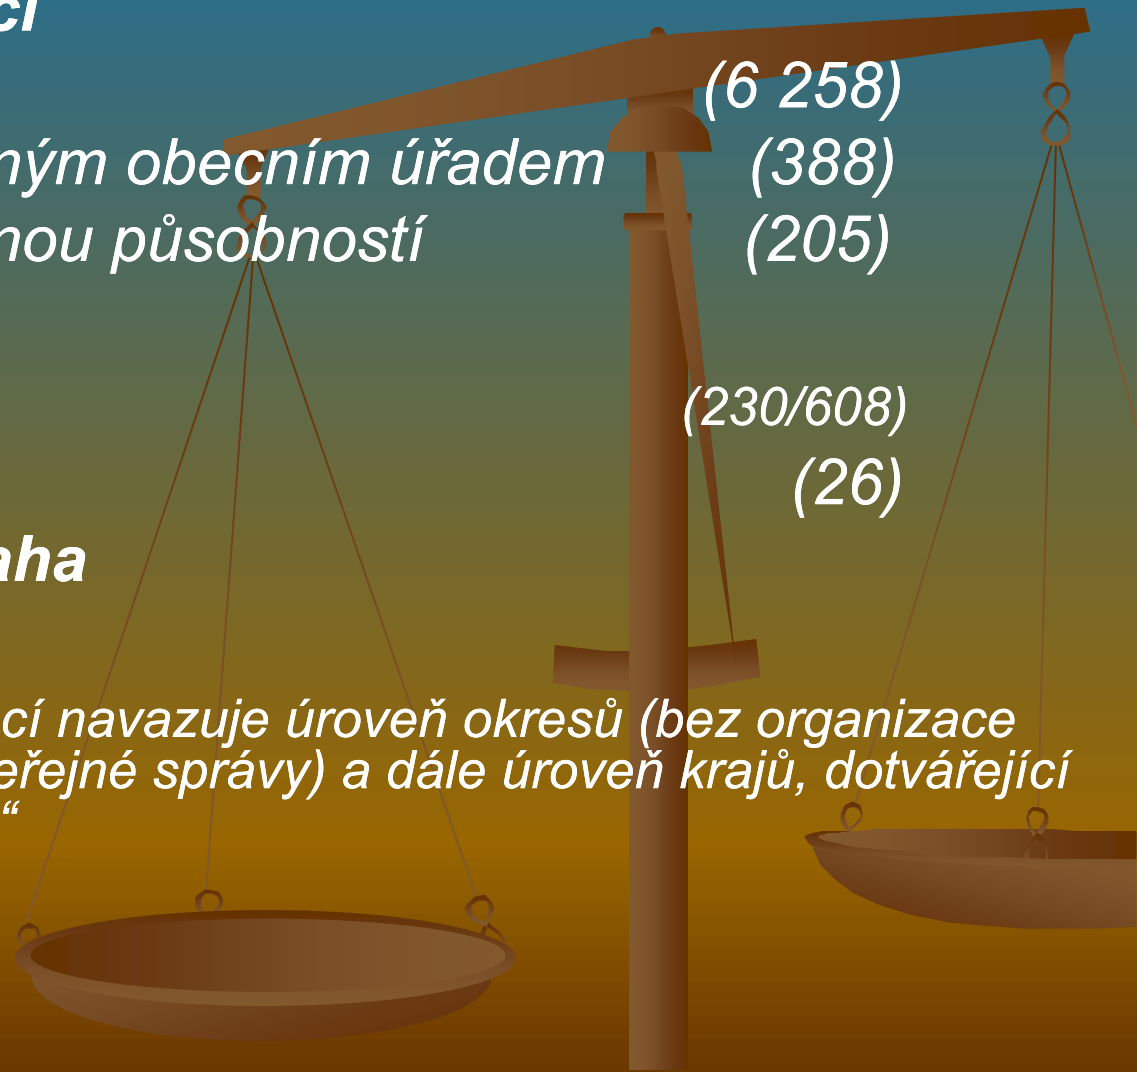 cí
(6 258)
ným obecním úřadem (388)
nou působností (205)
(230/608)
(26)
aha
cí navazuje úroveň okresů (bez organizace
eřejné správy) a dále úroveň krajů, dotvářející
“